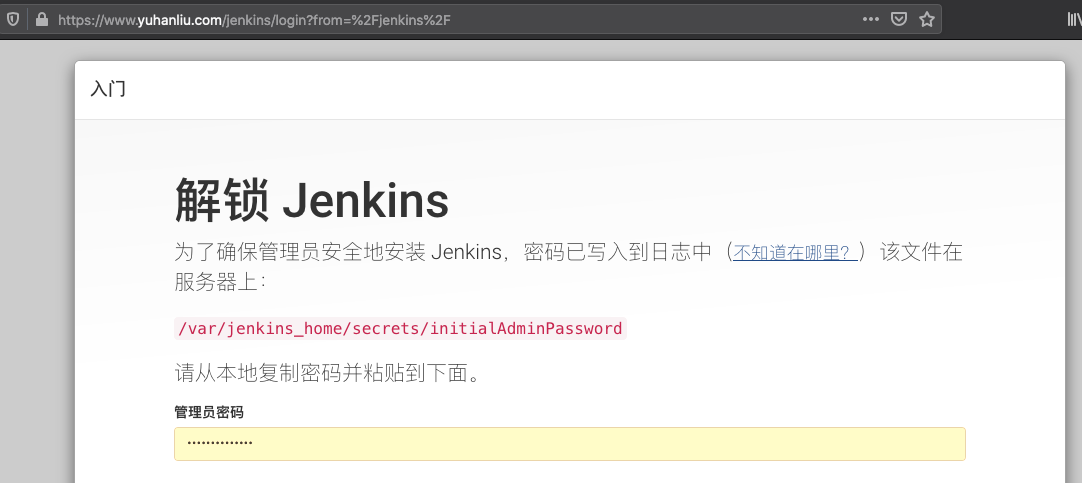 https://www.yuhanliu.com/jenkins/login?from=%2Fjenkins%2F
入门
解锁 Jenkins
为了确保管理员安全地安装 Jenkins，密码已写入到日志中（不知道在哪里？）该文件在
服务器上：
/var/jenkins_home/secrets/initialAdminPassword
请从本地复制密码并粘贴到下面。
管理员密码